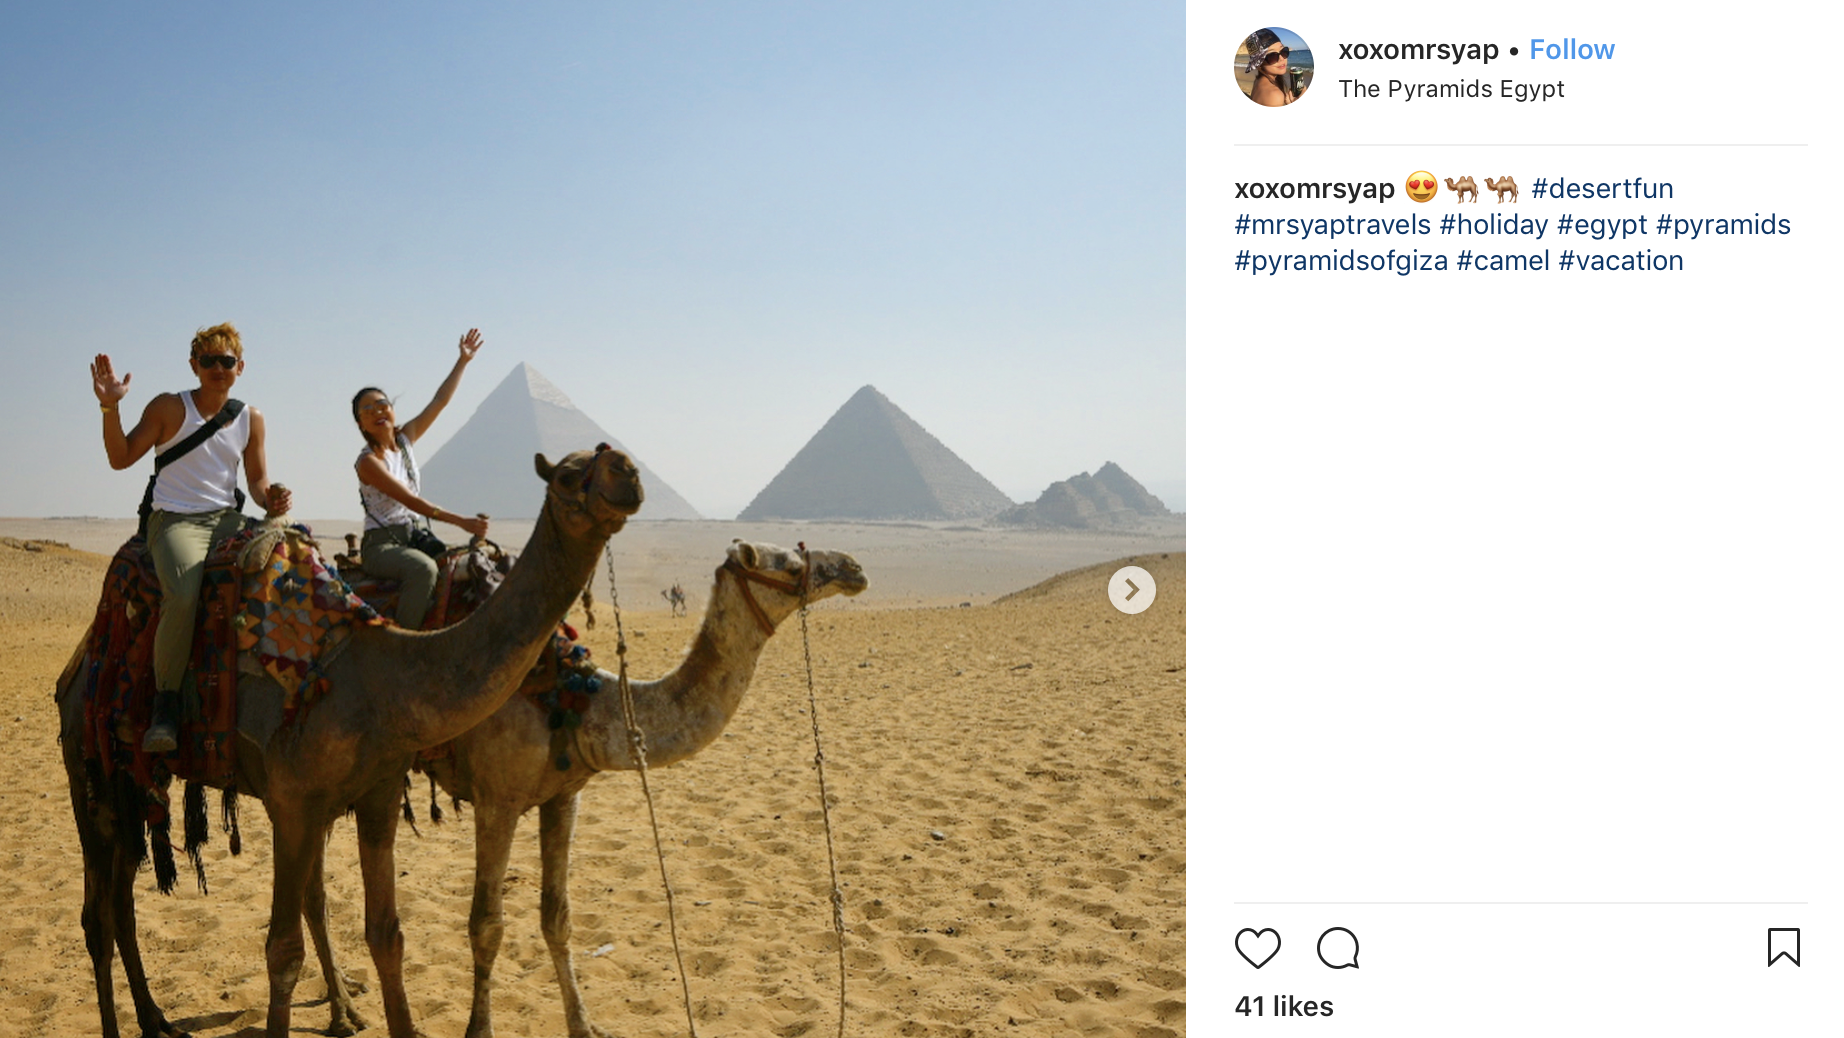 xoxomrsyap • Follow
The Pyramids Egypt
xoxomrsyap 😍🐫🐫 #desertfun
#mrsyaptravels #holiday #egypt #pyramids
#pyramidsofgiza #camel #vacation
41 likes